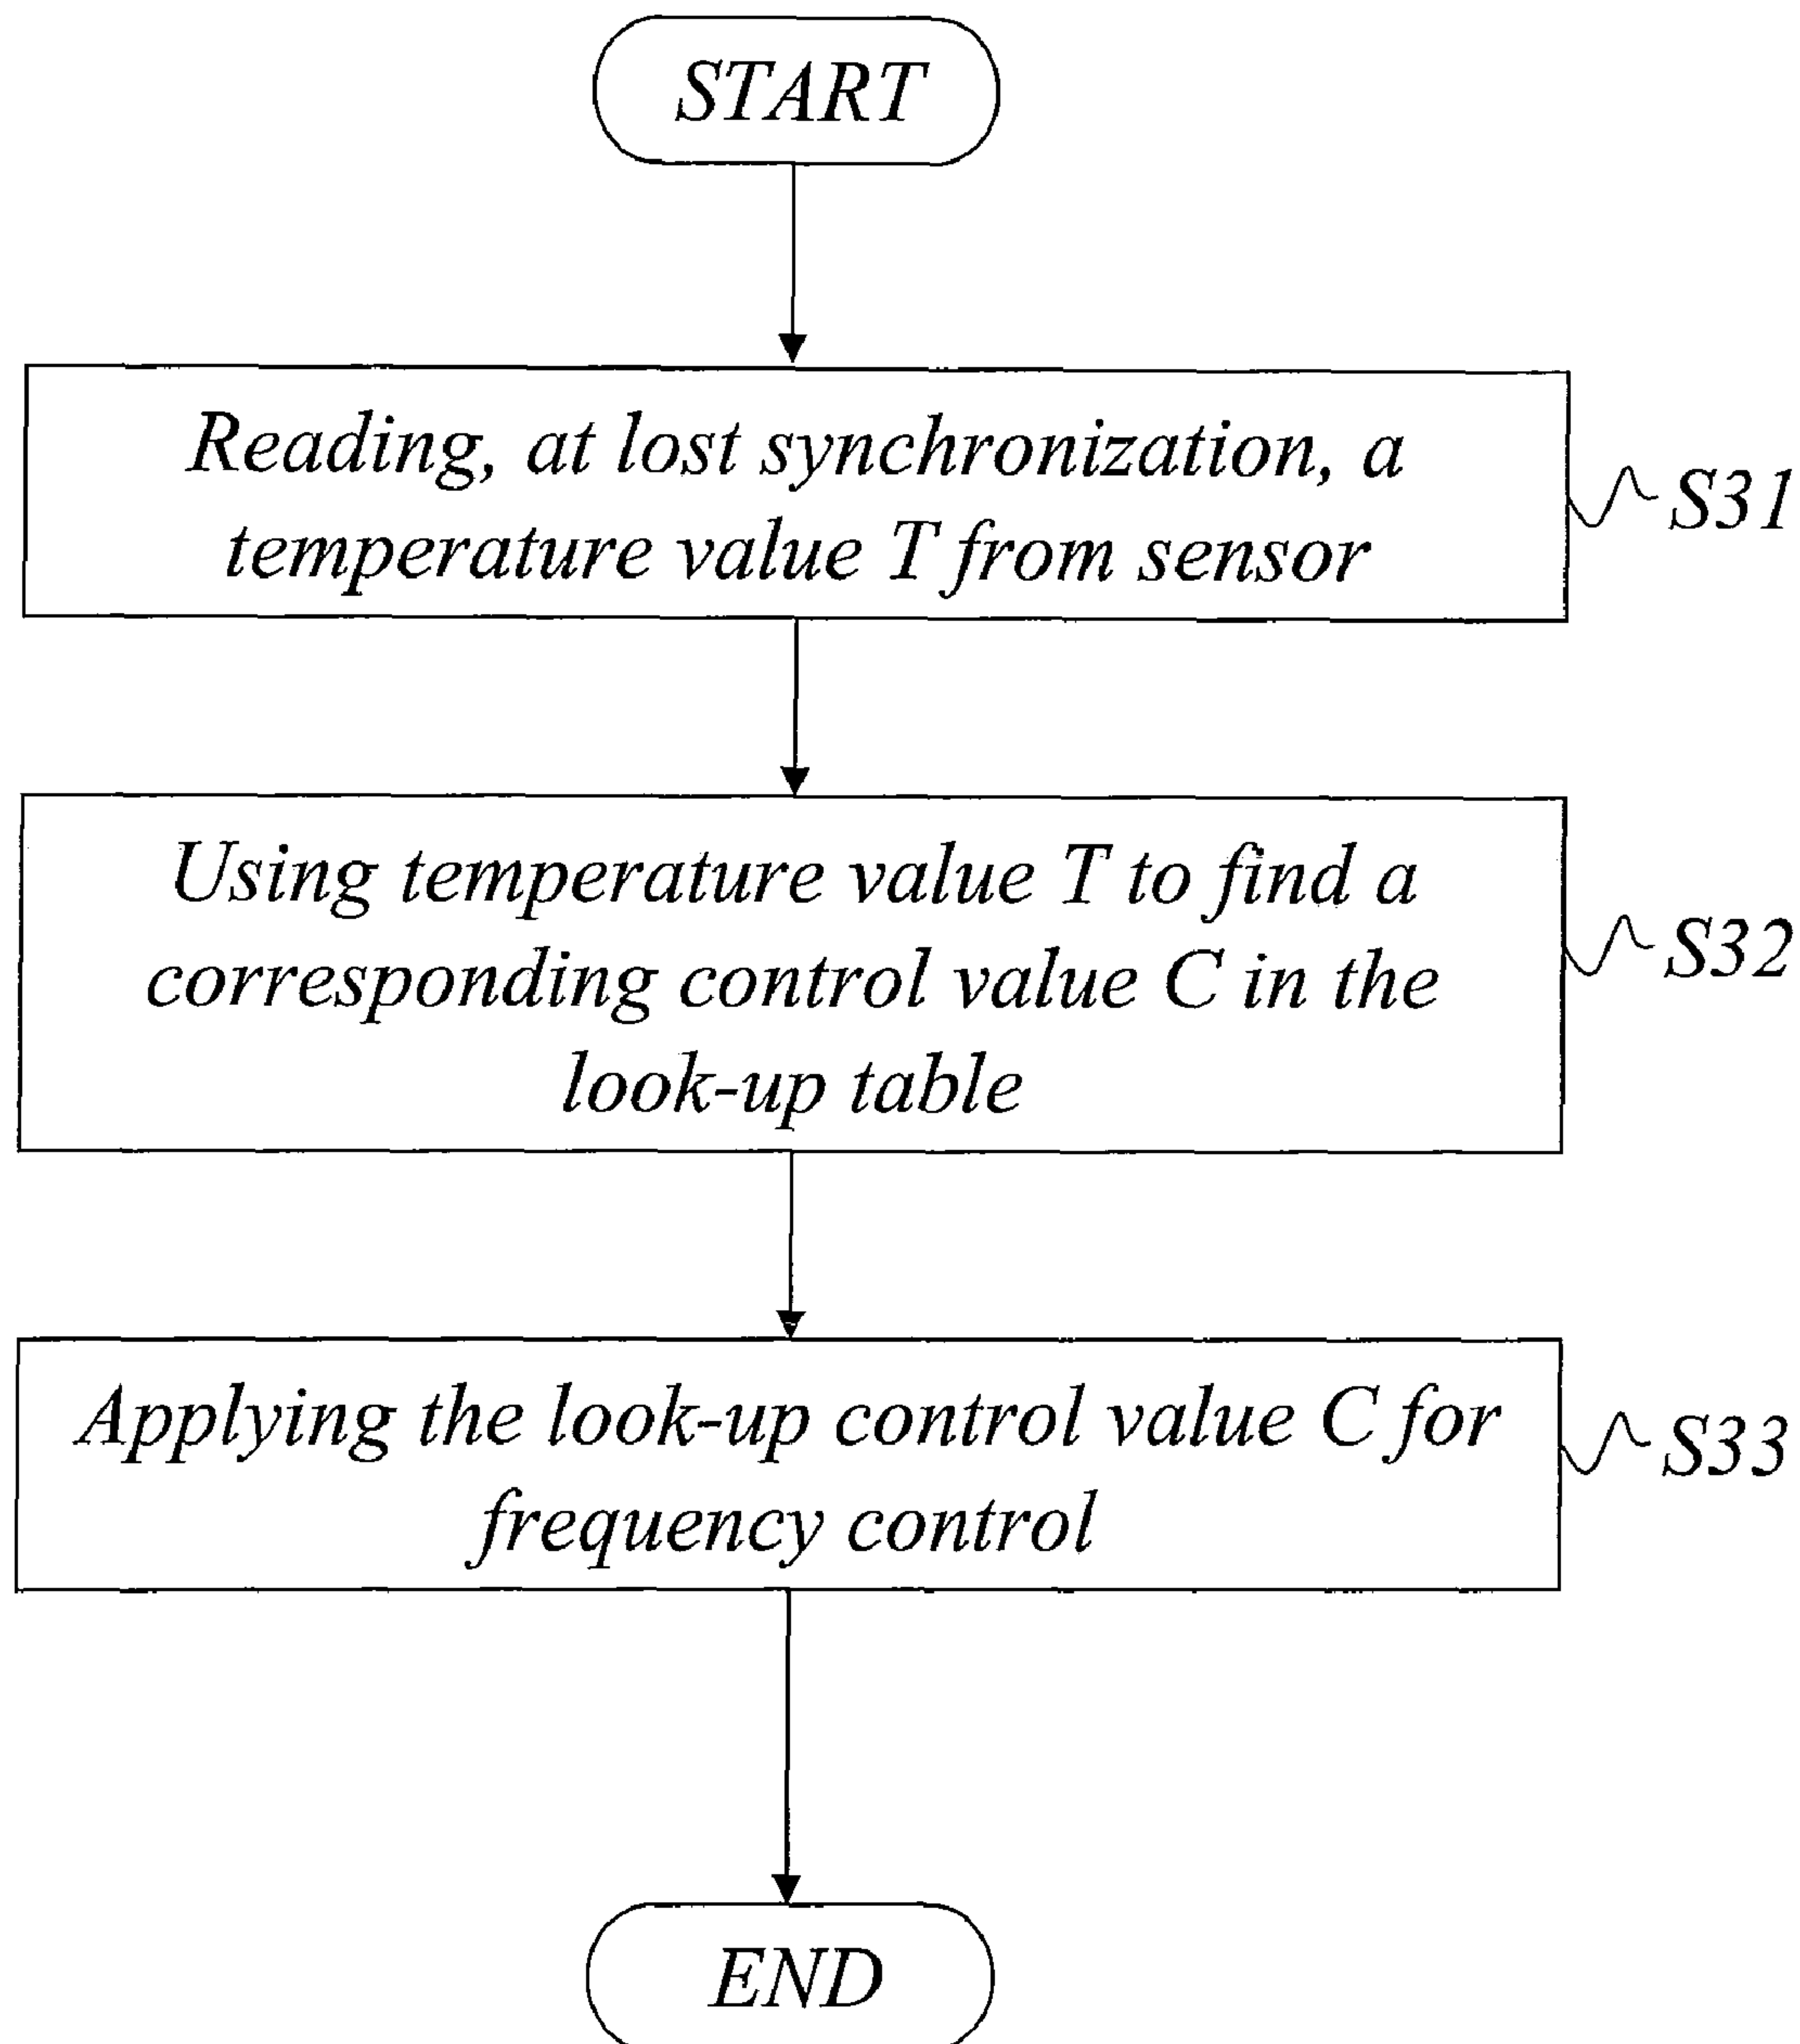 START
Reading, at lost synchronization, a
temperature value T from sensor
S31
Using temperature value T to find a
corresponding control value C in the
look-up table
S32
Applying the look-up control value C for
frequency control
S33
END